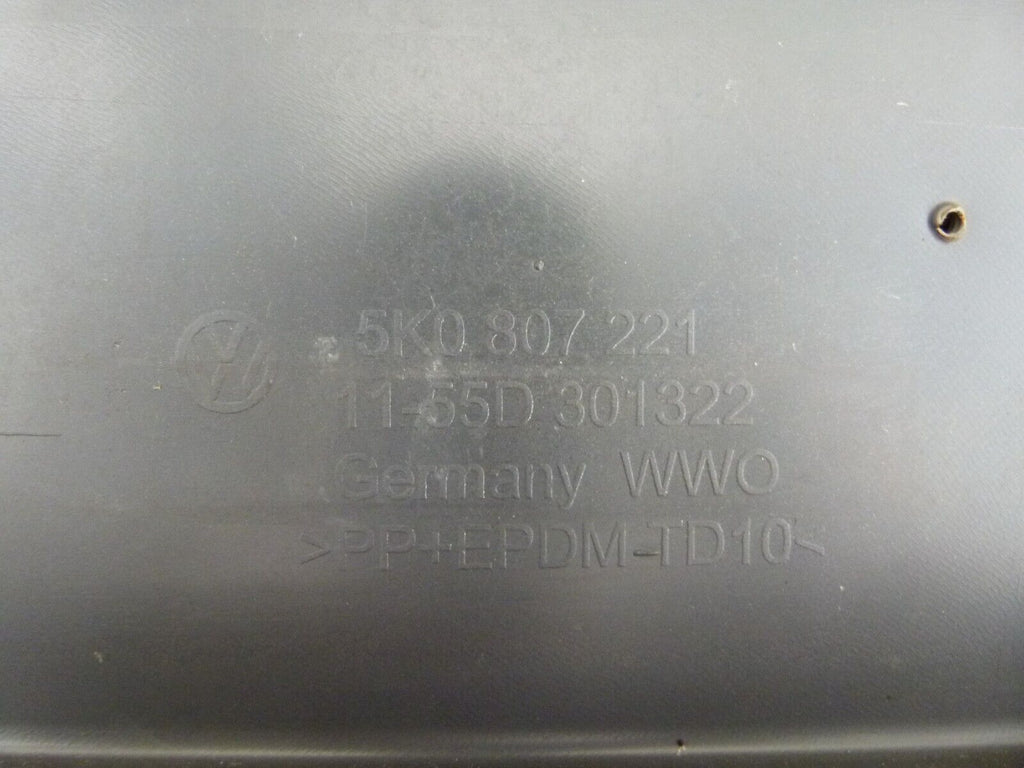 5K0 807 221
11-55D 301322
Germany WWO
>PP+EPDM-TD10<